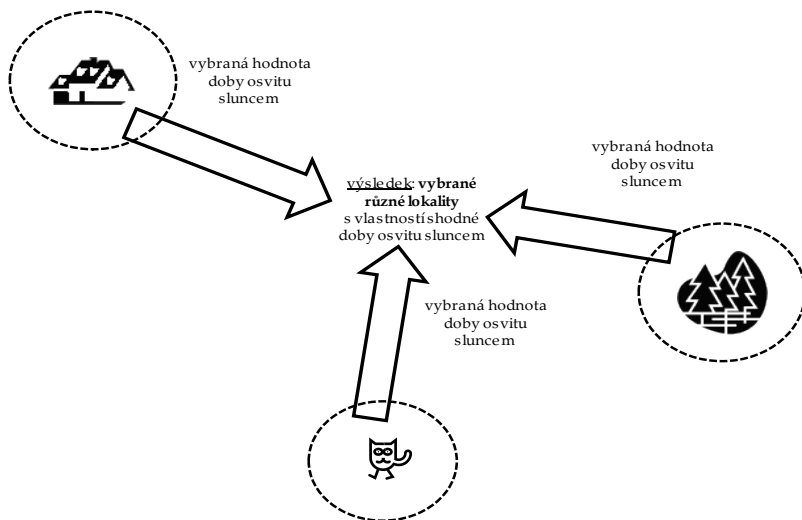 vybraná hodnota
doby osvitu
sluncem
vybraná hodnota
doby osvitu
sluncem
výsledek: vybrané
různé lokality
s vlastností shodné
doby osvitu sluncem
vybraná hodnota
doby osvitu
sluncem